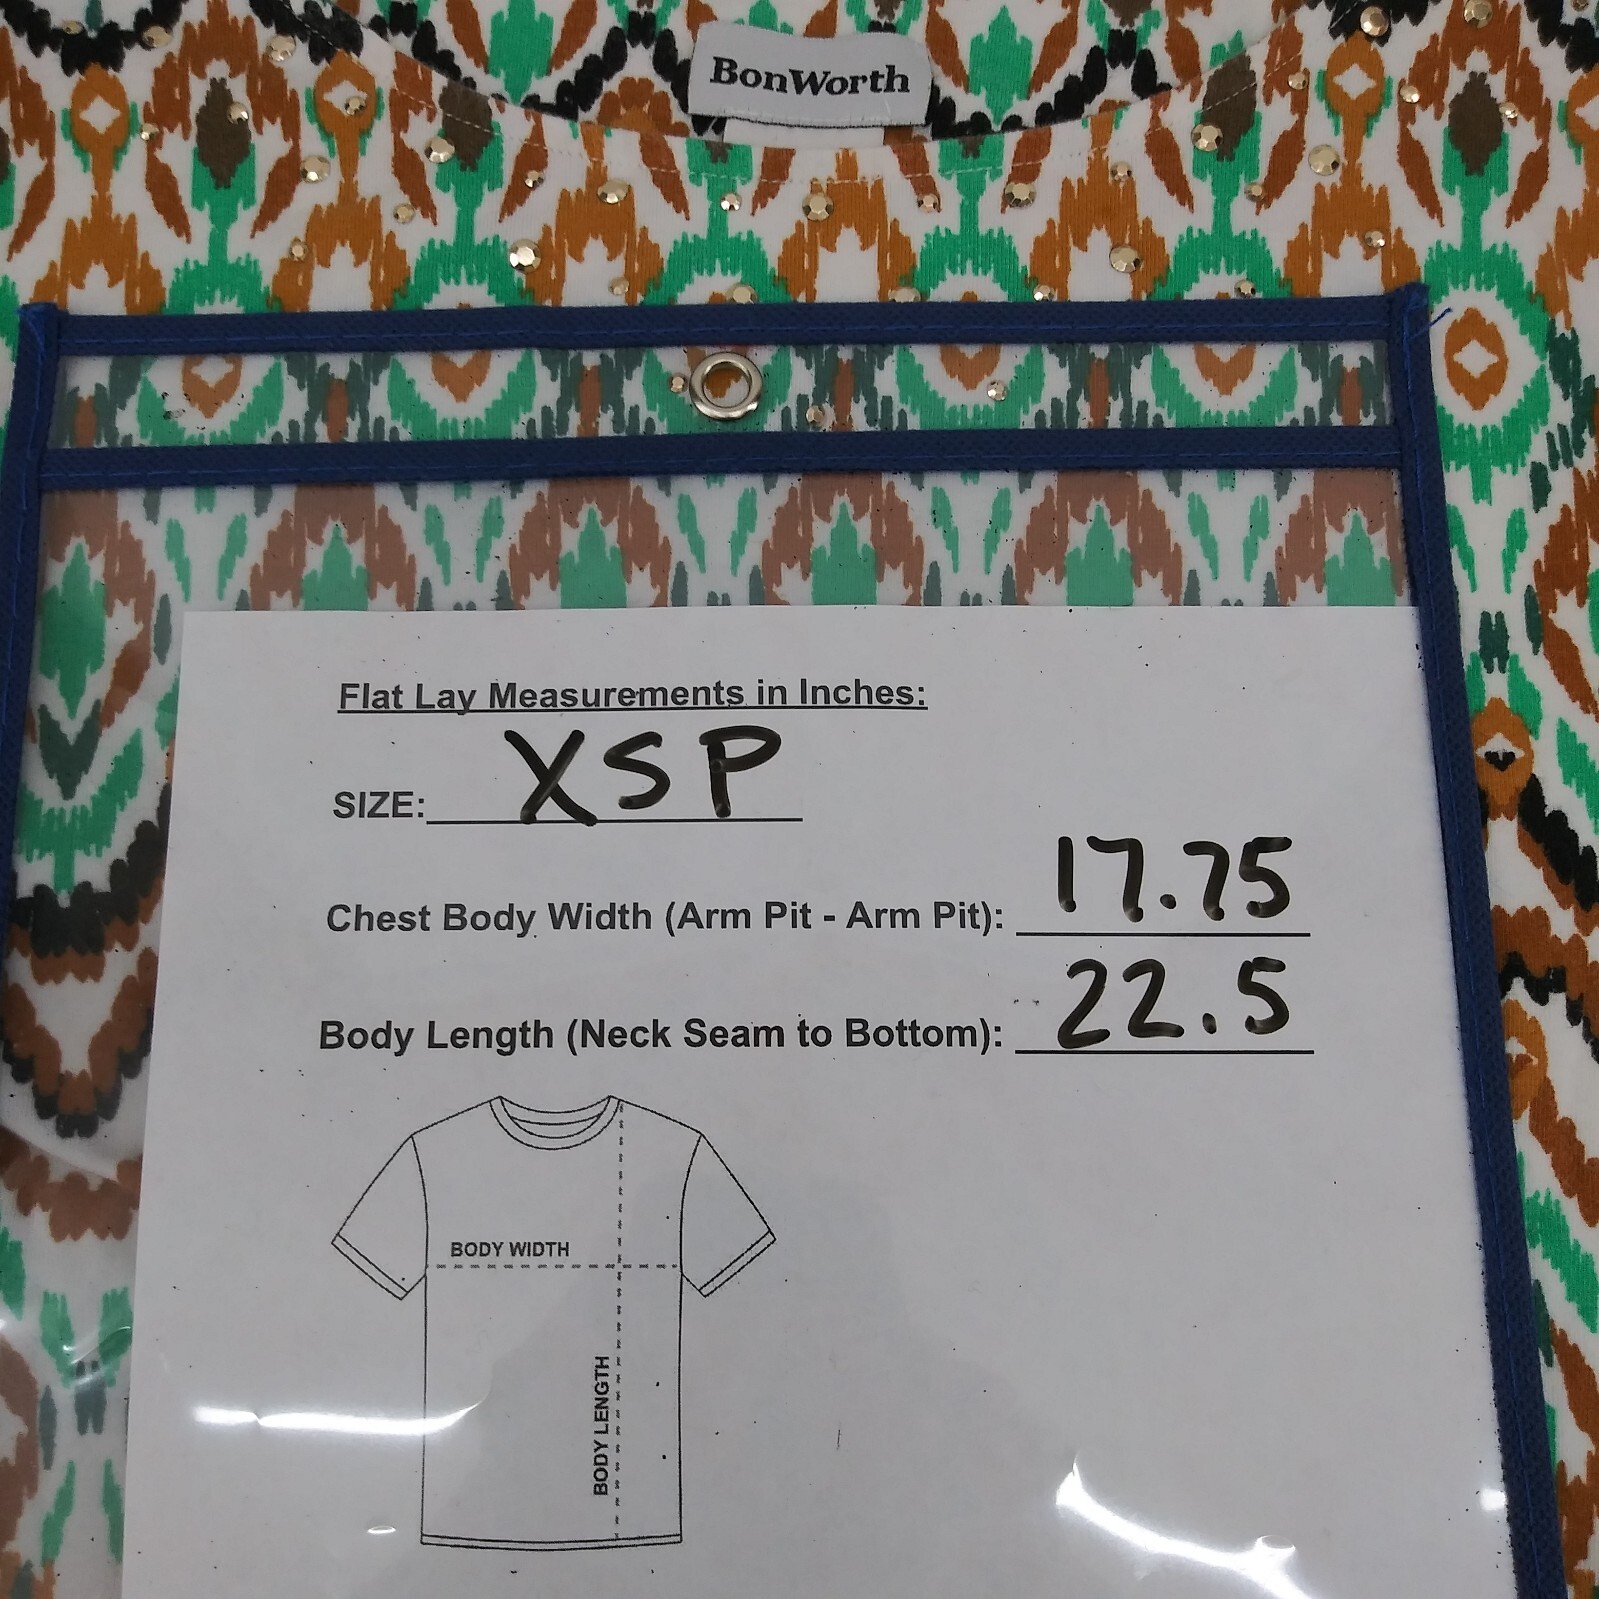 BonWorth
Flat Lay Measurements in Inches:
SIZE: XSP
Chest Body Width (Arm Pit - Arm Pit): 17.75
Body Length (Neck Seam to Bottom): 22.5
BODY WIDTH
BODY LENGTH